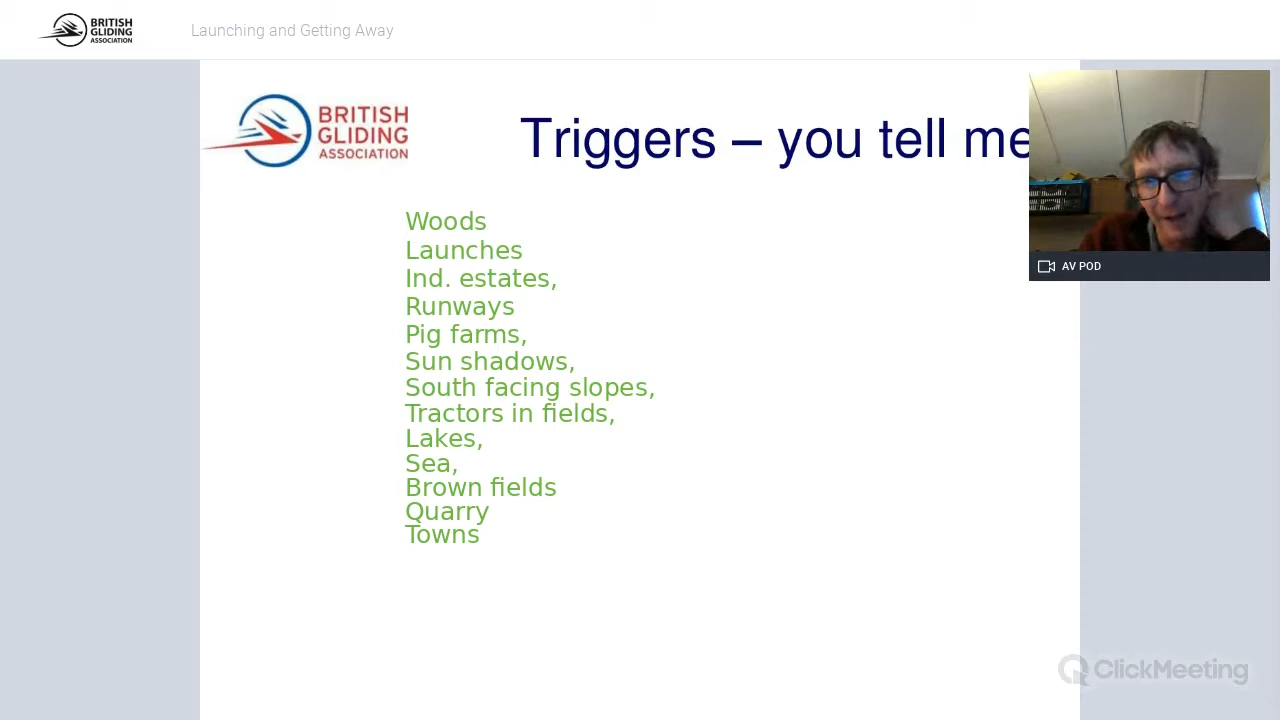 BRITISH
GLIDING
ASSOCIATION
Launching and Getting Away
BRITISH
GLIDING
ASSOCIATION
Triggers – you tell me
Woods
Launches
Ind. estates,
Runways
Pig farms,
Sun shadows,
South facing slopes,
Tractors in fields,
Lakes,
Sea,
Brown fields
Quarry
Towns
AV POD
ClickMeeting